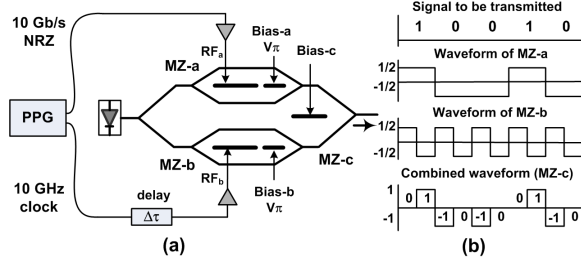 10 Gb/s
NRZ
PPG
10 GHz
clock
delay
Δτ
MZ-a
RFa
Bias-a
Vπ
Bias-c
MZ-b
RFb
Bias-b
Vπ
MZ-c
(a)
Signal to be transmitted
1 0 0 1 0
Waveform of MZ-a
1/2
-1/2
Waveform of MZ-b
1/2
-1/2
Combined waveform (MZ-c)
1
-1
0 1 -1 0 -1 0 0 1 -1 0
(b)